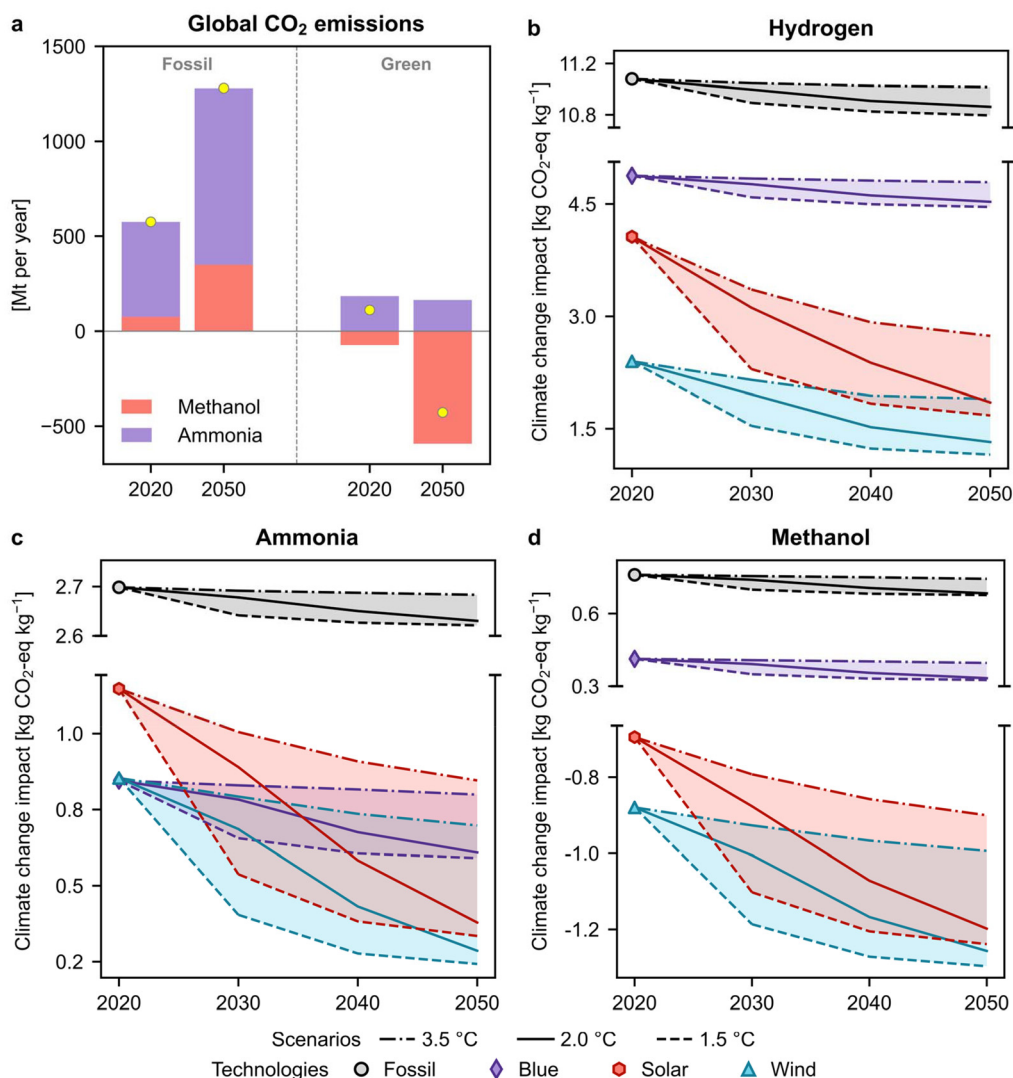 a
Global CO₂ emissions
[Mt per year]
1500
1000
500
0
−500
Fossil
Green
Methanol
Ammonia
2020
2050
2020
2050
b
Hydrogen
Climate change impact [kg CO₂-eq kg⁻¹]
11.2
10.8
4.5
3.0
1.5
2020
2030
2040
2050
c
Ammonia
Climate change impact [kg CO₂-eq kg⁻¹]
2.7
2.6
1.0
0.8
0.5
0.2
2020
2030
2040
2050
d
Methanol
Climate change impact [kg CO₂-eq kg⁻¹]
0.6
0.3
-0.8
-1.0
-1.2
2020
2030
2040
2050
Scenarios 3.5 °C 2.0 °C 1.5 °C
Technologies Fossil Blue Solar Wind